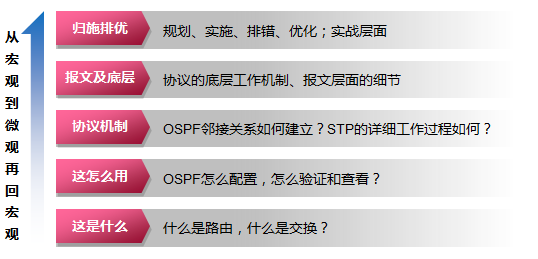 从宏观到微观再回宏观
归施排优
规划、实施、排错、优化；实战层面
报文及底层
协议的底层工作机制、报文层面的细节
协议机制
OSPF邻接关系如何建立？STP的详细工作过程如何？
这怎么用
OSPF怎么配置，怎么验证和查看？
这是什么
什么是路由，什么是交换？